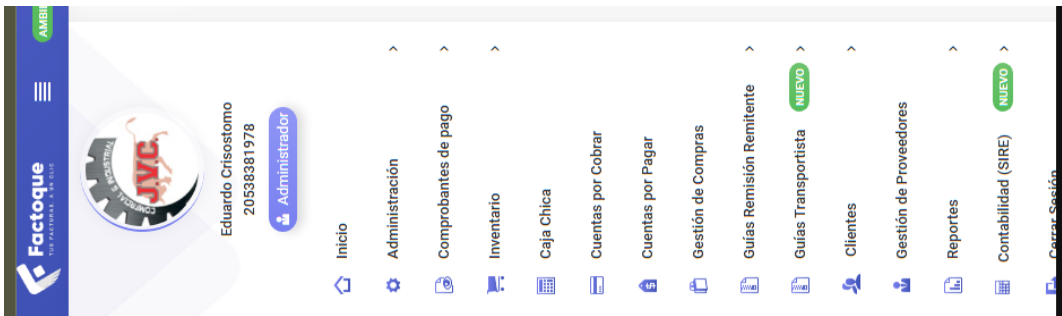 Factoque
TUS FACTURAS, A UN CLIC
AMBI
COMERCIAL & INDUSTRIAL
J.V.C.
Eduardo Crisostomo
20538381978
Administrador
Inicio
Administración
Comprobantes de pago
Inventario
Caja Chica
Cuentas por Cobrar
Cuentas por Pagar
Gestión de Compras
Guías Remisión Remitente
Guías Transportista NUEVO
Clientes
Gestión de Proveedores
Reportes
Contabilidad (SIRE) NUEVO
Cerrar Sesión